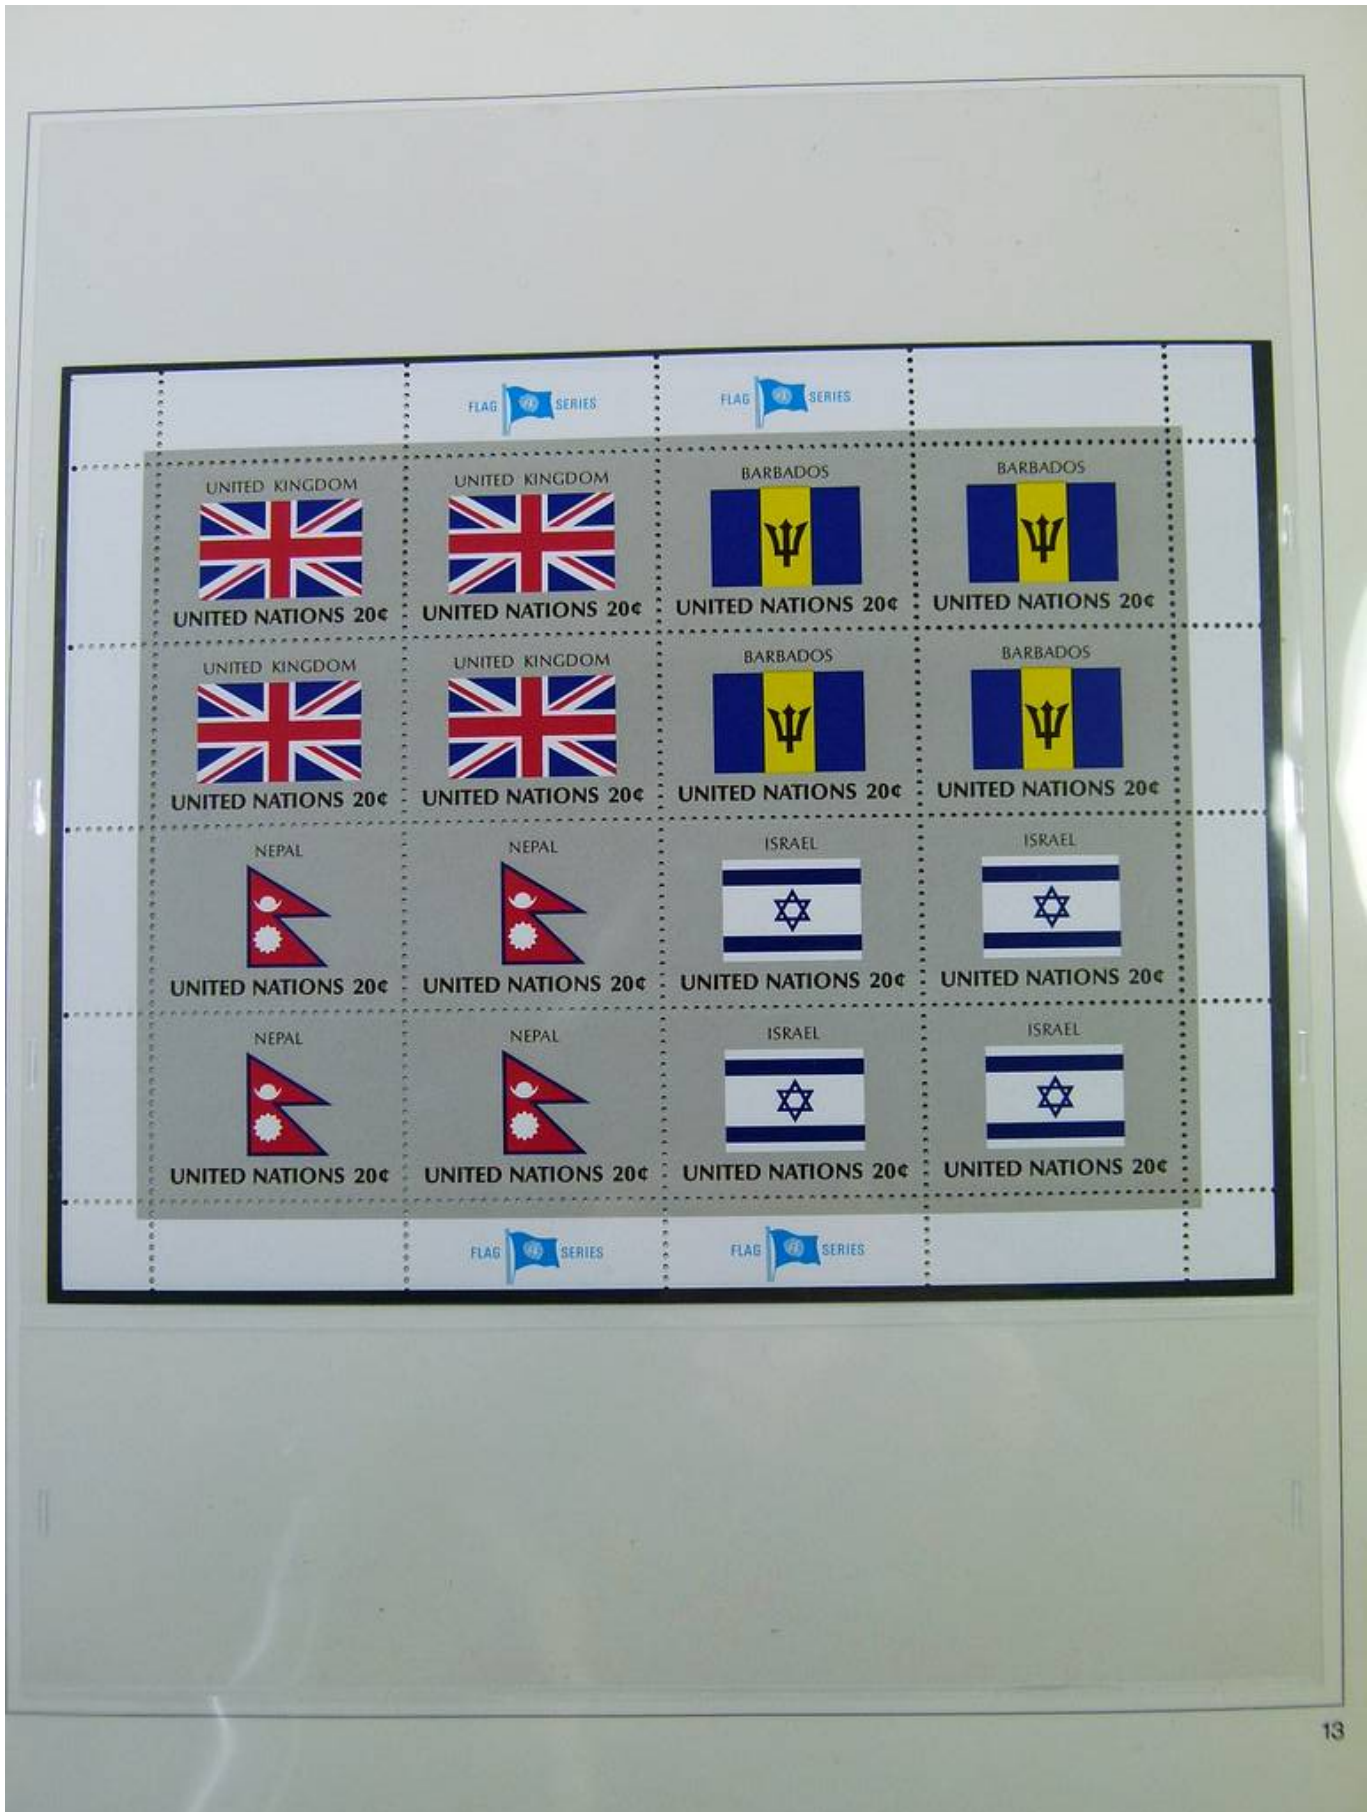 FLAG SERIES FLAG SERIES
UNITED KINGDOM UNITED KINGDOM BARBADOS BARBADOS
UNITED NATIONS 20¢ UNITED NATIONS 20¢ UNITED NATIONS 20¢ UNITED NATIONS 20¢
UNITED KINGDOM UNITED KINGDOM BARBADOS BARBADOS
UNITED NATIONS 20¢ UNITED NATIONS 20¢ UNITED NATIONS 20¢ UNITED NATIONS 20¢
NEPAL NEPAL ISRAEL ISRAEL
UNITED NATIONS 20¢ UNITED NATIONS 20¢ UNITED NATIONS 20¢ UNITED NATIONS 20¢
NEPAL NEPAL ISRAEL ISRAEL
UNITED NATIONS 20¢ UNITED NATIONS 20¢ UNITED NATIONS 20¢ UNITED NATIONS 20¢
FLAG SERIES FLAG SERIES
13